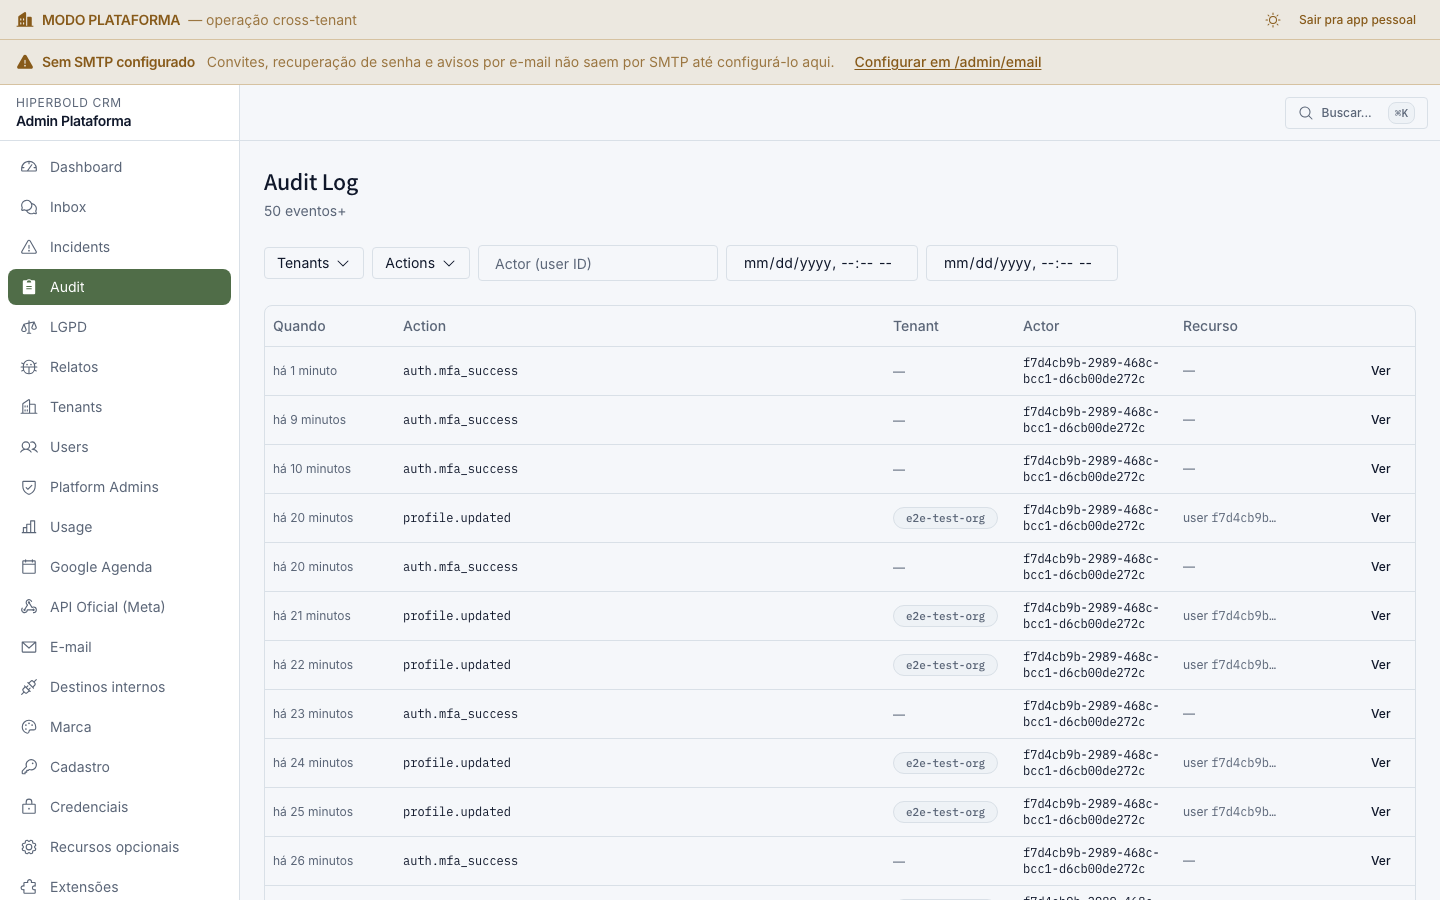 MODO PLATAFORMA — operação cross-tenant
Sair pra app pessoal
Sem SMTP configurado Convites, recuperação de senha e avisos por e-mail não saem por SMTP até configurá-lo aqui. Configurar em /admin/email
HIPERBOLD CRM
Admin Plataforma
Buscar... ⌘K
Dashboard
Inbox
Incidents
Audit
LGPD
Relatos
Tenants
Users
Platform Admins
Usage
Google Agenda
API Oficial (Meta)
E-mail
Destinos internos
Marca
Cadastro
Credenciais
Recursos opcionais
Extensões
Audit Log
50 eventos+
Tenants Actions Actor (user ID) mm/dd/yyyy, --:-- -- mm/dd/yyyy, --:-- --
Quando Action Tenant Actor Recurso
há 1 minuto auth.mfa_success — f7d4cb9b-2989-468c- — Ver
bcc1-d6cb00de272c
há 9 minutos auth.mfa_success — f7d4cb9b-2989-468c- — Ver
bcc1-d6cb00de272c
há 10 minutos auth.mfa_success — f7d4cb9b-2989-468c- — Ver
bcc1-d6cb00de272c
há 20 minutos profile.updated e2e-test-org f7d4cb9b-2989-468c- user f7d4cb9b… Ver
bcc1-d6cb00de272c
há 20 minutos auth.mfa_success — f7d4cb9b-2989-468c- — Ver
bcc1-d6cb00de272c
há 21 minutos profile.updated e2e-test-org f7d4cb9b-2989-468c- user f7d4cb9b… Ver
bcc1-d6cb00de272c
há 22 minutos profile.updated e2e-test-org f7d4cb9b-2989-468c- user f7d4cb9b… Ver
bcc1-d6cb00de272c
há 23 minutos auth.mfa_success — f7d4cb9b-2989-468c- — Ver
bcc1-d6cb00de272c
há 24 minutos profile.updated e2e-test-org f7d4cb9b-2989-468c- user f7d4cb9b… Ver
bcc1-d6cb00de272c
há 25 minutos profile.updated e2e-test-org f7d4cb9b-2989-468c- user f7d4cb9b… Ver
bcc1-d6cb00de272c
há 26 minutos auth.mfa_success — f7d4cb9b-2989-468c- — Ver
bcc1-d6cb00de272c